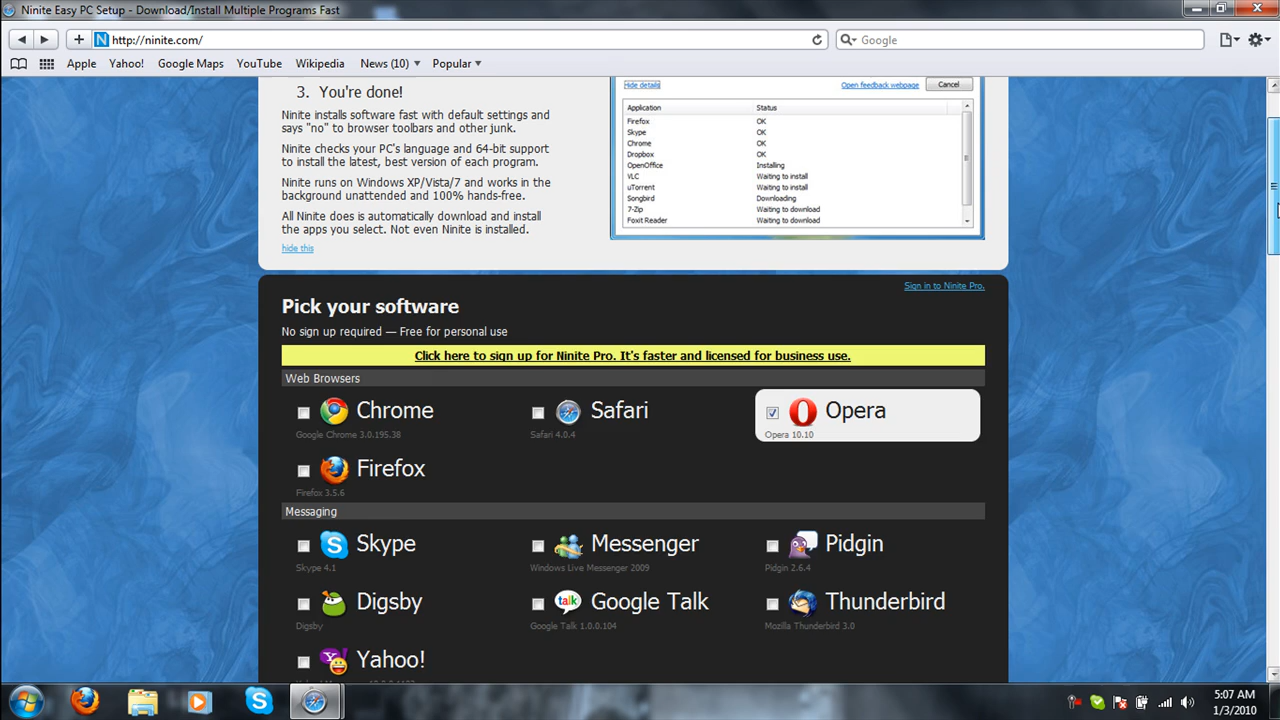 Ninite Easy PC Setup - Download/Install Multiple Programs Fast
http://ninite.com/
Google
Apple
Yahoo!
Google Maps
YouTube
Wikipedia
News (10)
Popular
3. You're done!
Ninite installs software fast with default settings and
says "no" to browser toolbars and other junk.
Ninite checks your PC's language and 64-bit support
to install the latest, best version of each program.
Ninite runs on Windows XP/Vista/7 and works in the
background unattended and 100% hands-free.
All Ninite does is automatically download and install
the apps you select. Not even Ninite is installed.
hide this
Hide details
Open feedback webpage
Cancel
Application Status
Firefox OK
Skype OK
Chrome OK
Dropbox OK
OpenOffice Installing
VLC Waiting to install
uTorrent Waiting to install
Songbird Downloading
7-Zip Waiting to download
Foxit Reader Waiting to download
Sign in to Ninite Pro.
Pick your software
No sign up required — Free for personal use
Click here to sign up for Ninite Pro. It's faster and licensed for business use.
Web Browsers
Chrome
Google Chrome 3.0.195.38
Safari
Safari 4.0.4
Opera
Opera 10.10
Firefox
Firefox 3.5.6
Messaging
Skype
Skype 4.1
Messenger
Windows Live Messenger 2009
Pidgin
Pidgin 2.6.4
Digsby
Digsby
talk
Google Talk
Google Talk 1.0.0.104
Thunderbird
Mozilla Thunderbird 3.0
Yahoo!
5:07 AM
1/3/2010